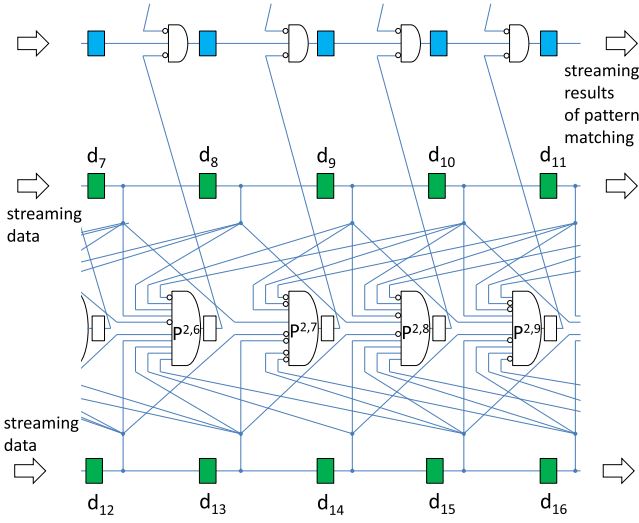 streaming
results
of pattern
matching
d7 d8 d9 d10 d11
streaming
data
P2,6 P2,7 P2,8 P2,9
streaming
data
d12 d13 d14 d15 d16